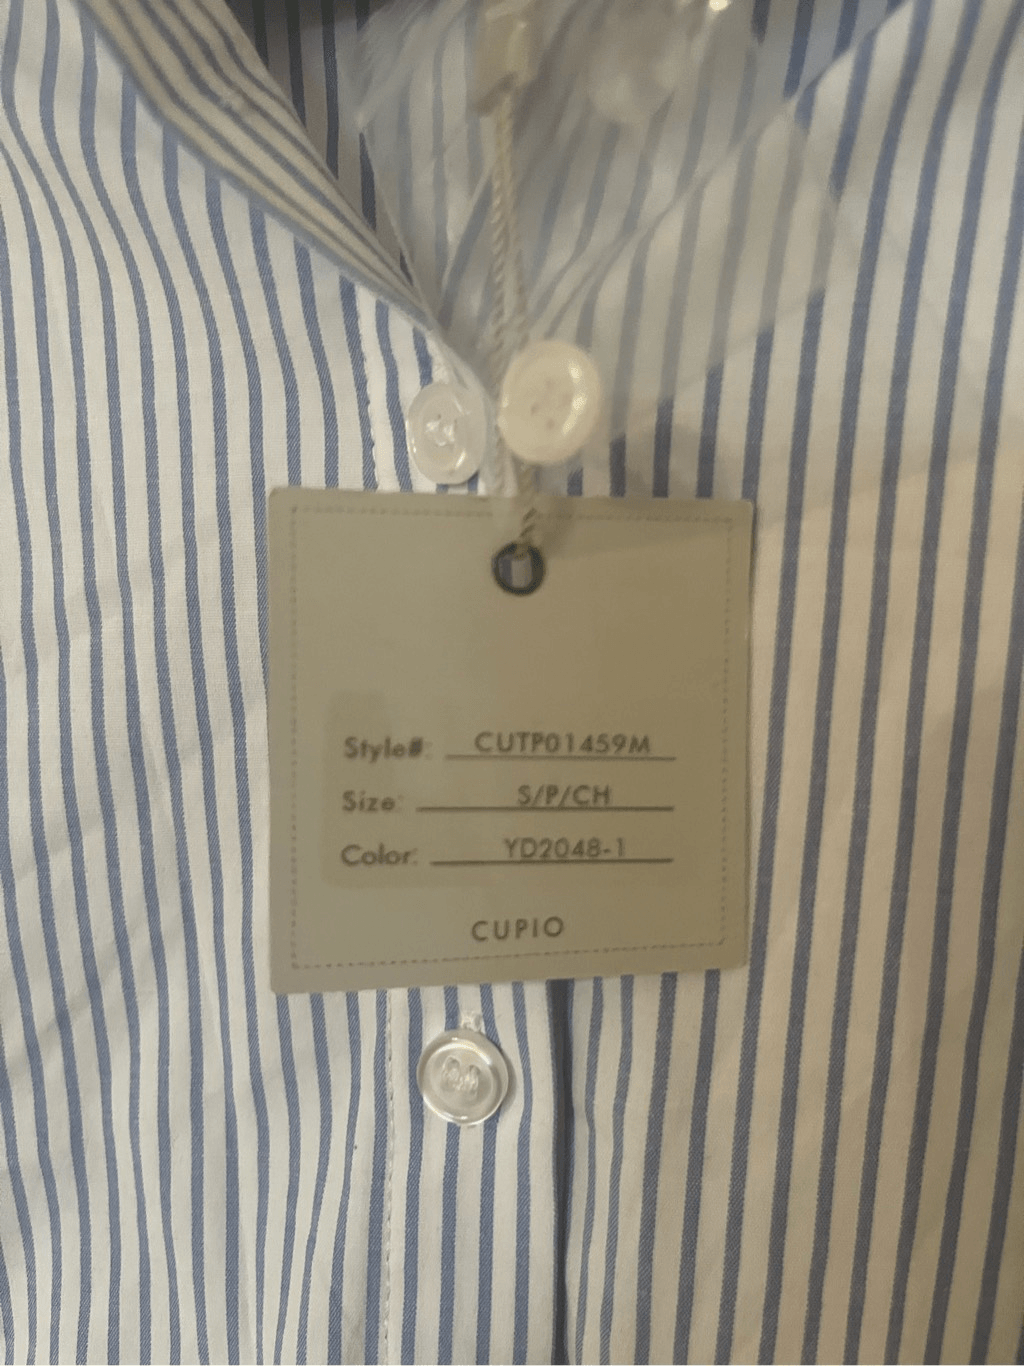 Style#: CUTP01459M
Size: S/P/CH
Color: YD2048-1
CUPIO